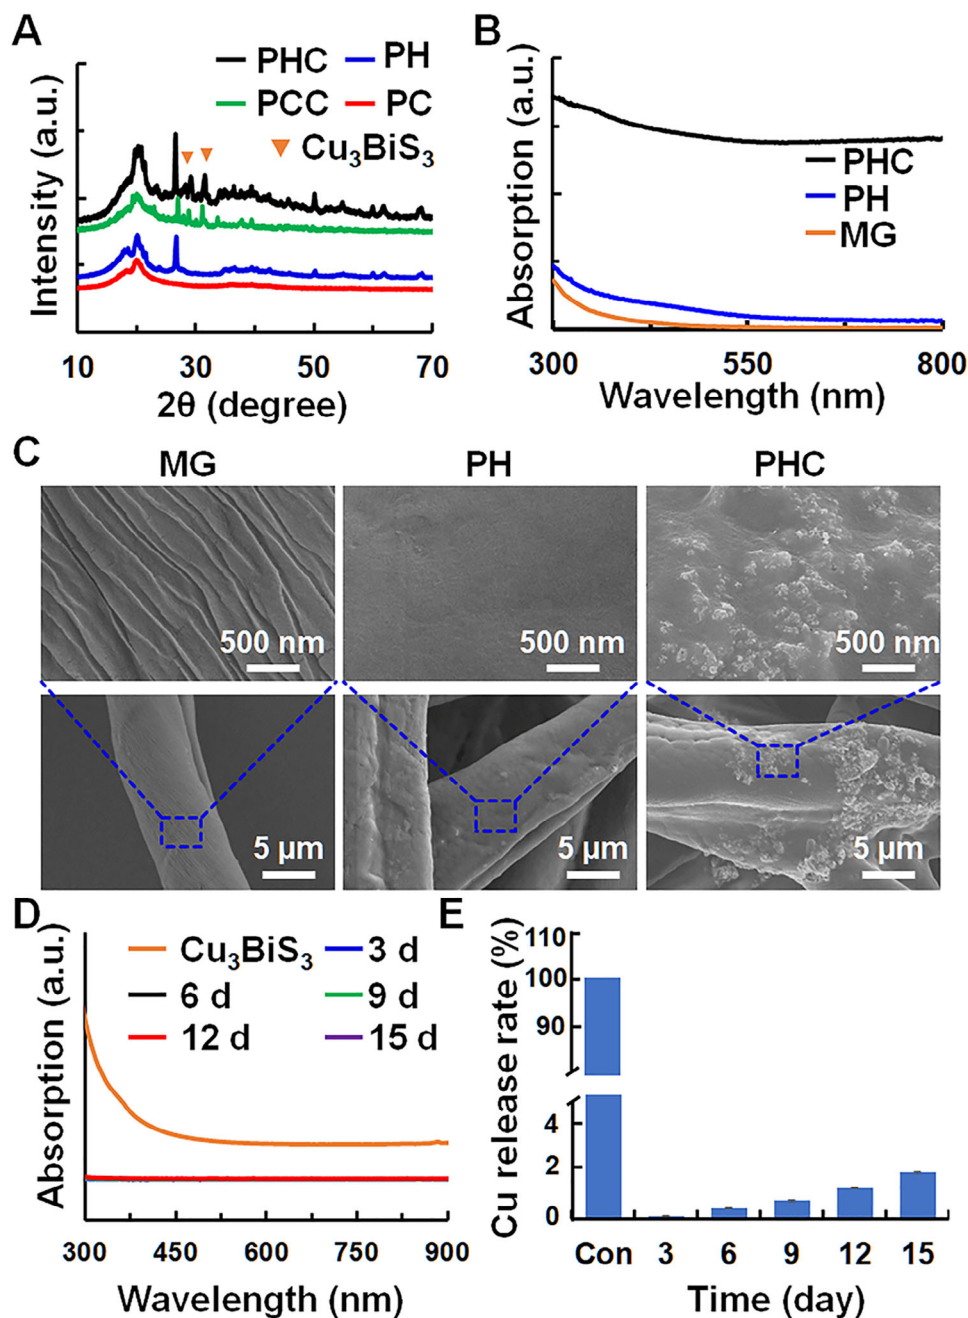 A
PHC PH
PCC PC
Cu₃BiS₃
Intensity (a.u.)
10 30 50 70
2θ (degree)
B
PHC
PH
MG
Absorption (a.u.)
300 550 800
Wavelength (nm)
C
MG PH PHC
500 nm 500 nm 500 nm
5 μm 5 μm 5 μm
D
Cu₃BiS₃ 3 d
6 d 9 d
12 d 15 d
Absorption (a.u.)
300 450 600 750 900
Wavelength (nm)
E
Cu release rate (%)
110
100
90
4
2
0
Con 3 6 9 12 15
Time (day)